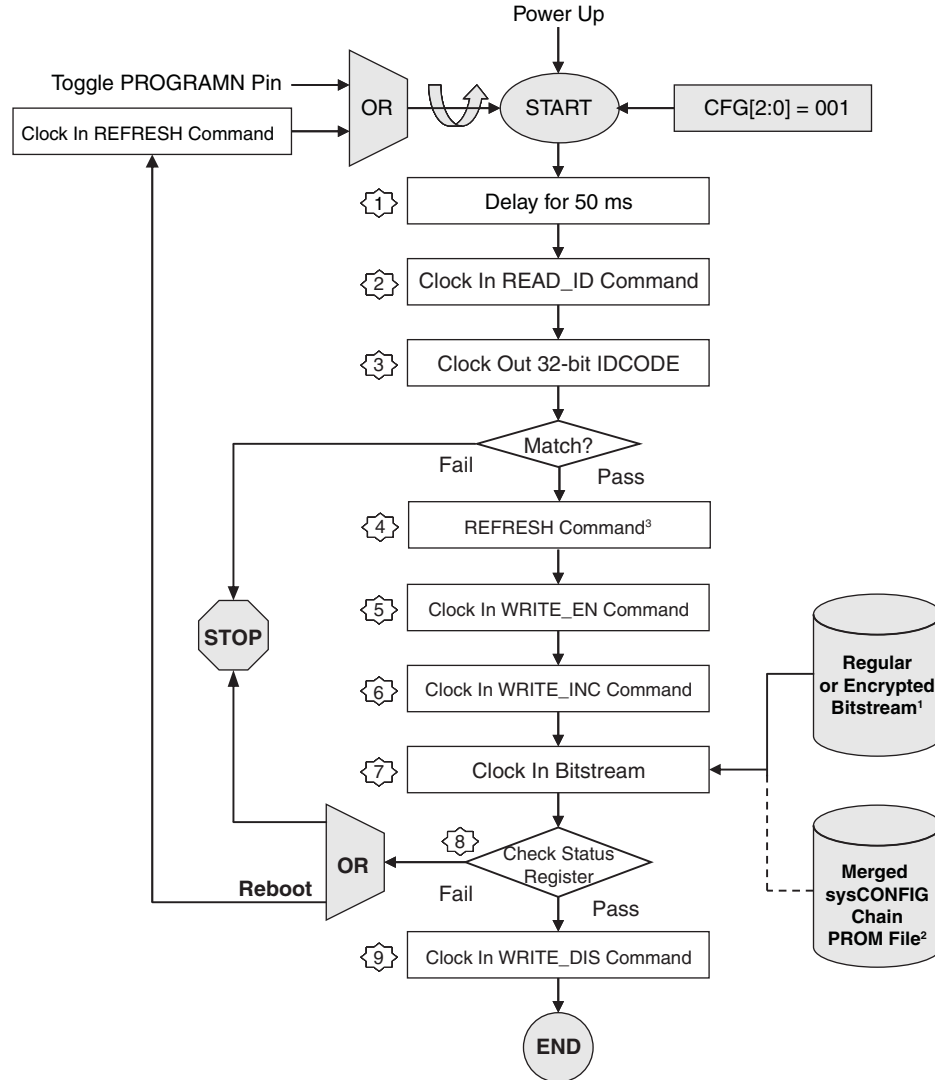 Power Up
Toggle PROGRAMN Pin
OR
START
CFG[2:0] = 001
Clock In REFRESH Command
1
Delay for 50 ms
2
Clock In READ_ID Command
3
Clock Out 32-bit IDCODE
Match?
Fail
Pass
4
REFRESH Command³
5
Clock In WRITE_EN Command
STOP
6
Clock In WRITE_INC Command
Regular
or Encrypted
Bitstream¹
7
Clock In Bitstream
8
Check Status
Register
OR
Reboot
Fail
Pass
Merged
sysCONFIG
Chain
PROM File²
9
Clock In WRITE_DIS Command
END